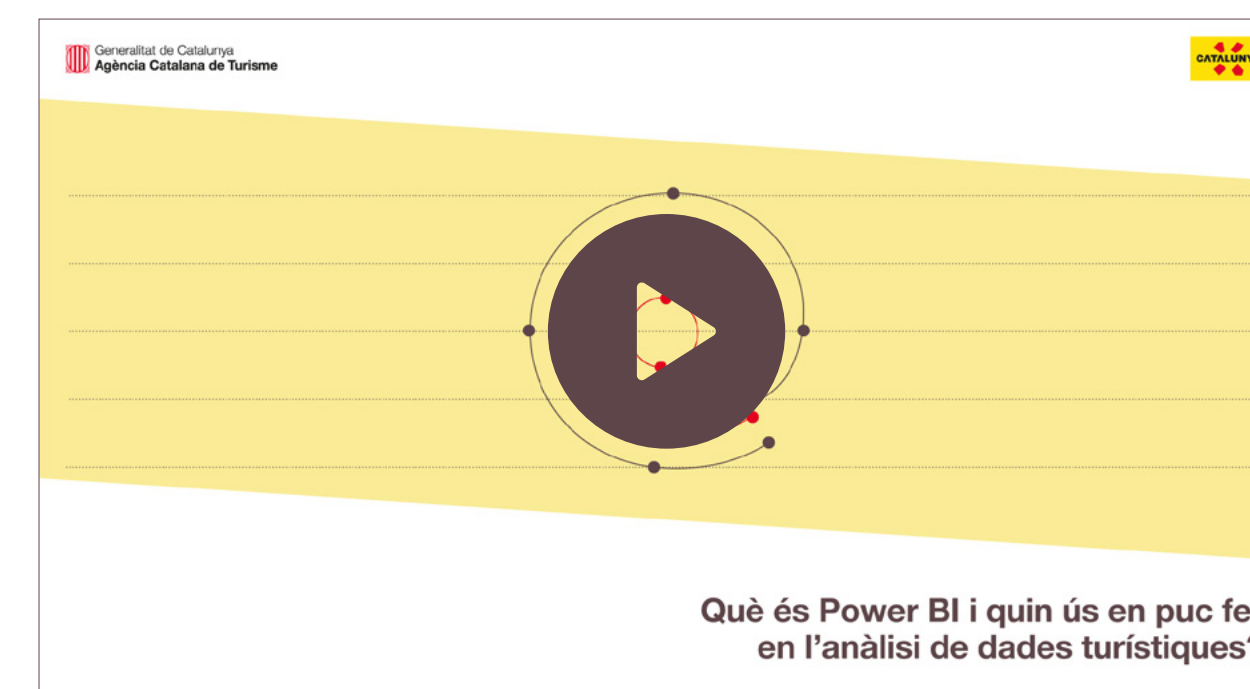 Generalitat de Catalunya
Agència Catalana de Turisme
CATALUNY
Què és Power BI i quin ús en puc fe
en l'anàlisi de dades turístiques?